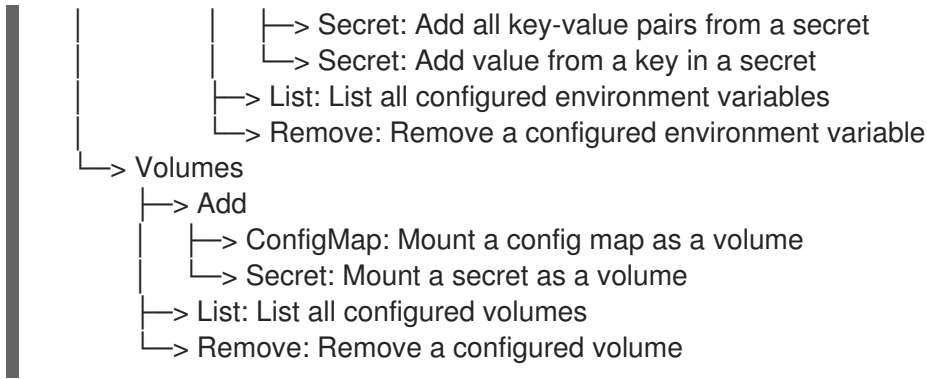 │ │ ├─> Secret: Add all key-value pairs from a secret
│ │ └─> Secret: Add value from a key in a secret
│ ├─> List: List all configured environment variables
│ └─> Remove: Remove a configured environment variable
└─> Volumes
├─> Add
│ ├─> ConfigMap: Mount a config map as a volume
│ └─> Secret: Mount a secret as a volume
├─> List: List all configured volumes
└─> Remove: Remove a configured volume